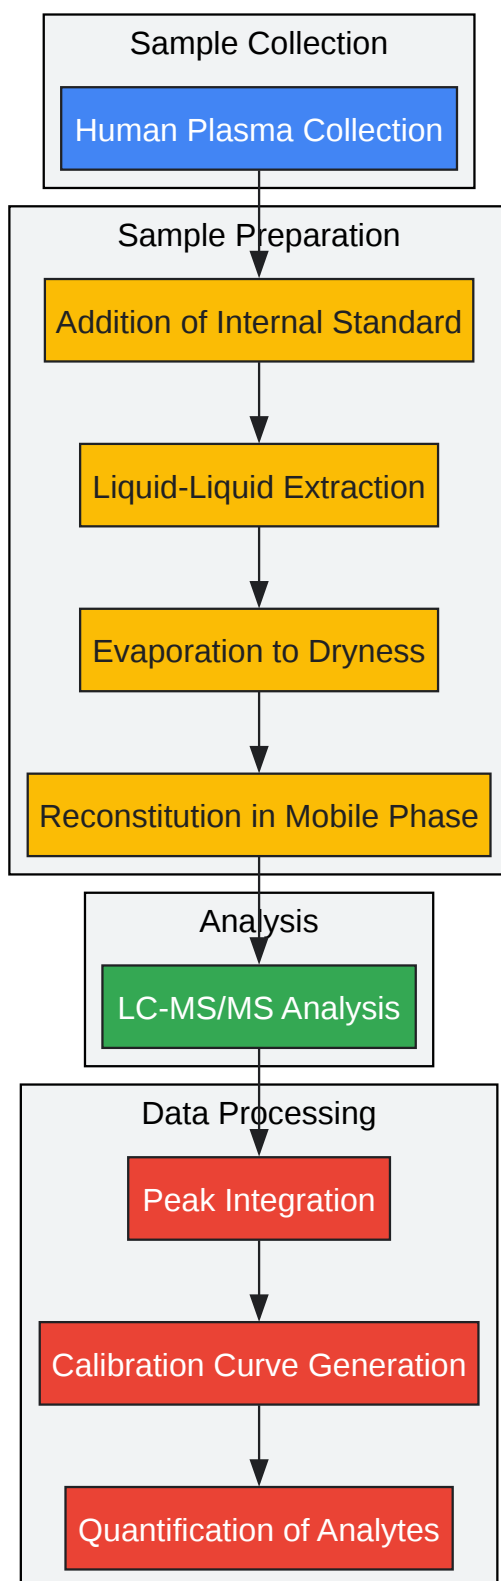 Sample Collection
Human Plasma Collection
Sample Preparation
Addition of Internal Standard
Liquid-Liquid Extraction
Evaporation to Dryness
Reconstitution in Mobile Phase
Analysis
LC-MS/MS Analysis
Data Processing
Peak Integration
Calibration Curve Generation
Quantification of Analytes